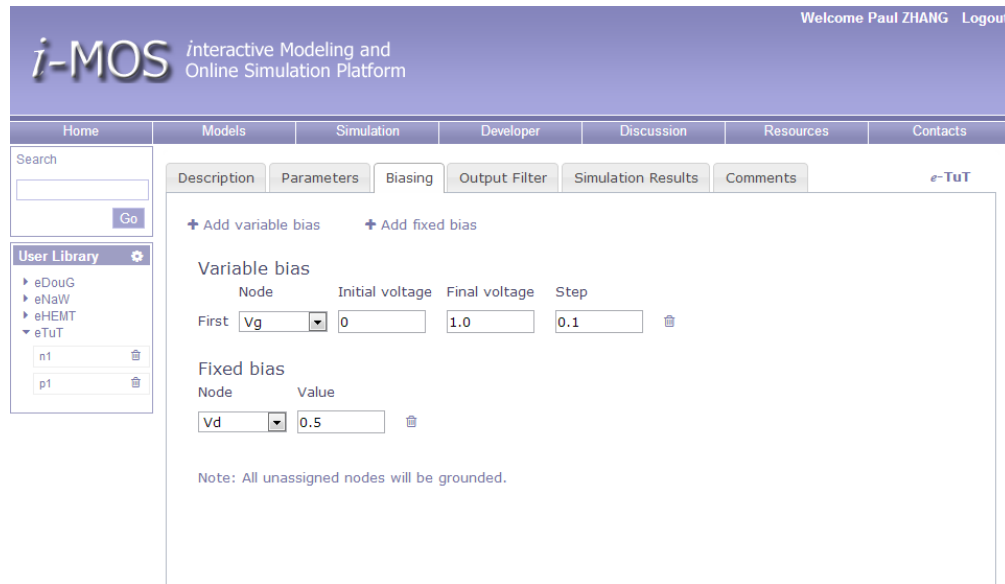 Welcome Paul ZHANG Logout
i-MOS interactive Modeling and
Online Simulation Platform
Home Models Simulation Developer Discussion Resources Contacts
Search
Go
User Library
eDouG
eNaW
eHEMT
eTuT
n1
p1
Description Parameters Biasing Output Filter Simulation Results Comments e-TuT
+ Add variable bias + Add fixed bias
Variable bias
Node Initial voltage Final voltage Step
First Vg 0 1.0 0.1
Fixed bias
Node Value
Vd 0.5
Note: All unassigned nodes will be grounded.